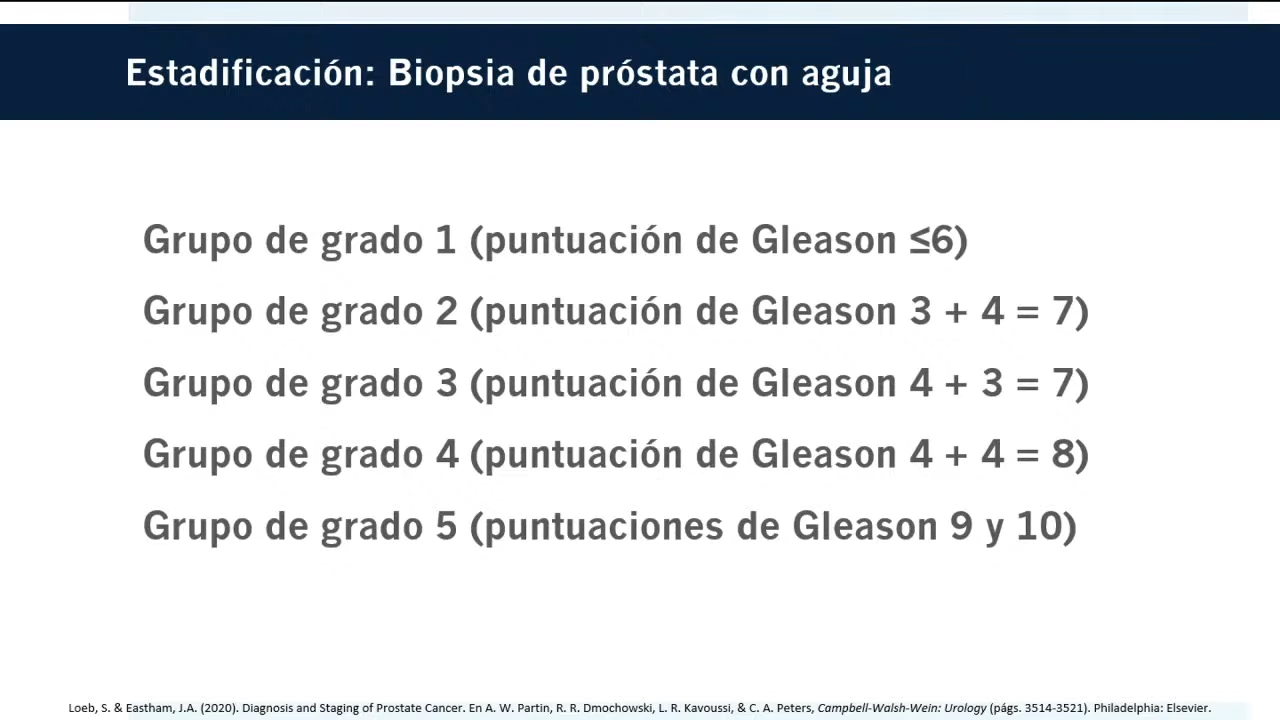 Estadificación: Biopsia de próstata con aguja
Grupo de grado 1 (puntuación de Gleason ≤6)
Grupo de grado 2 (puntuación de Gleason 3 + 4 = 7)
Grupo de grado 3 (puntuación de Gleason 4 + 3 = 7)
Grupo de grado 4 (puntuación de Gleason 4 + 4 = 8)
Grupo de grado 5 (puntuaciones de Gleason 9 y 10)
Loeb, S. & Eastham, J.A. (2020). Diagnosis and Staging of Prostate Cancer. En A. W. Partin, R. R. Dmochowski, L. R. Kavoussi, & C. A. Peters, Campbell-Walsh-Wein: Urology (págs. 3514-3521). Philadelphia: Elsevier.